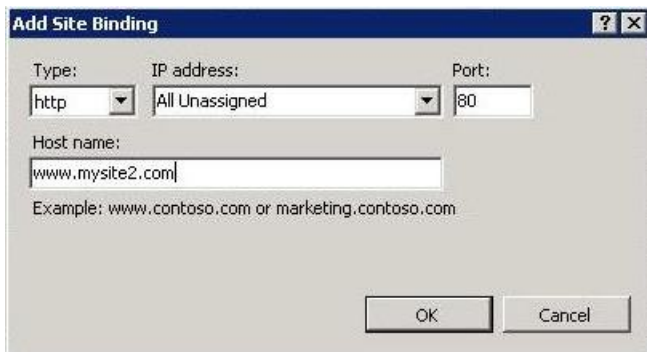 Add Site Binding
Type: IP address: Port:
http All Unassigned 80
Host name:
www.mysite2.com
Example: www.contoso.com or marketing.contoso.com
OK Cancel